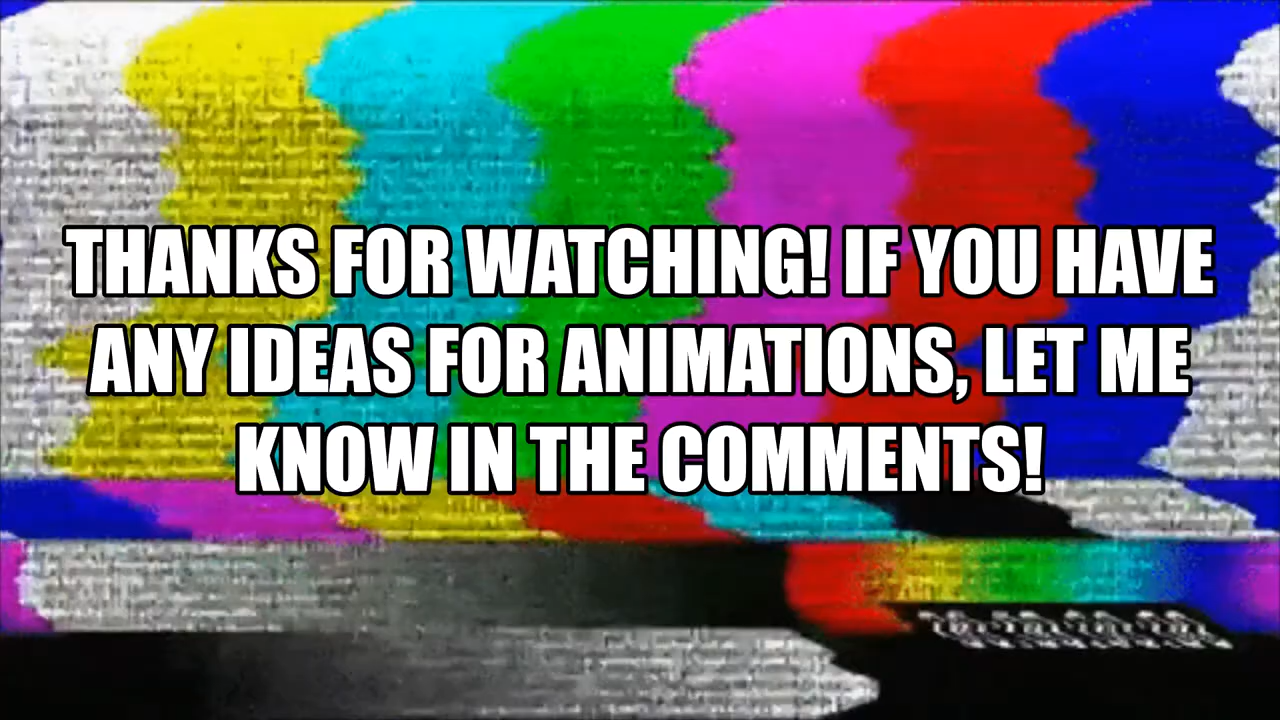 THANKS FOR WATCHING! IF YOU HAVE
ANY IDEAS FOR ANIMATIONS, LET ME
KNOW IN THE COMMENTS!